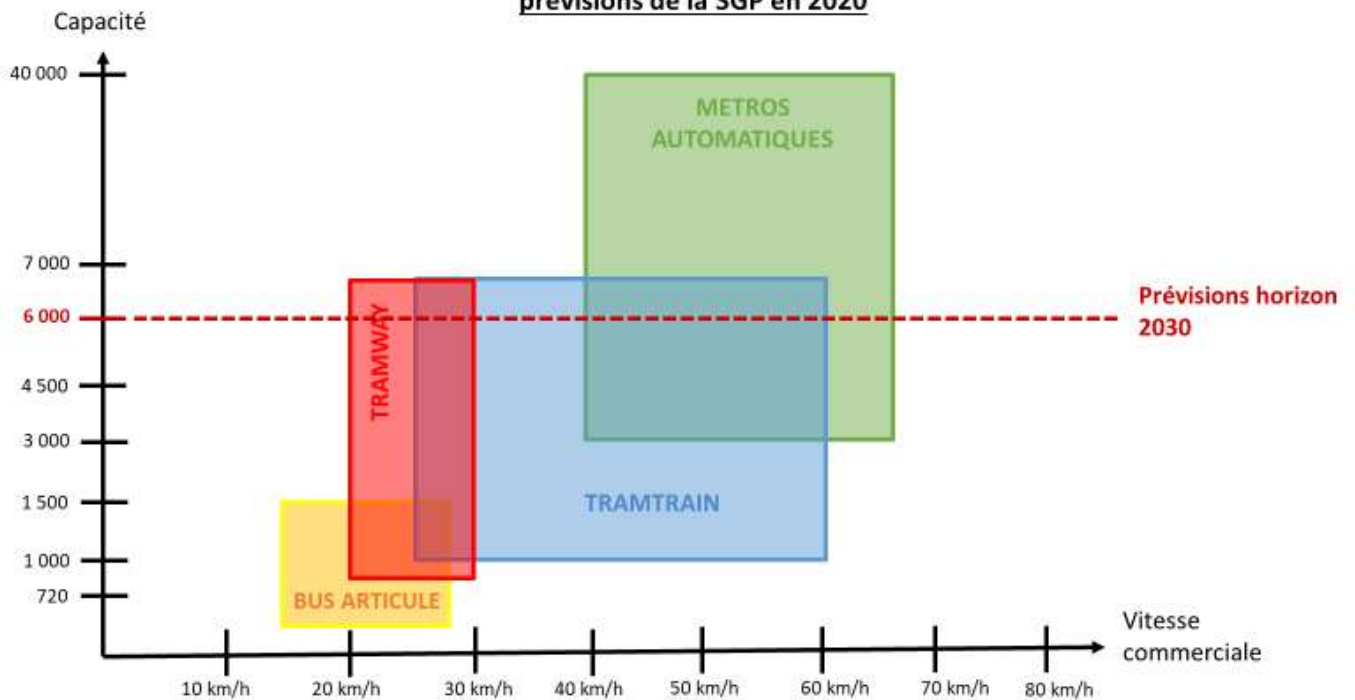 prévisions de la SGP en 2020
Capacité
40 000
METROS
AUTOMATIQUES
7 000
6 000
Prévisions horizon
2030
TRAMWAY
4 500
3 000
1 500
TRAMTRAIN
1 000
720
BUS ARTICULE
Vitesse
commerciale
10 km/h
20 km/h
30 km/h
40 km/h
50 km/h
60 km/h
70 km/h
80 km/h